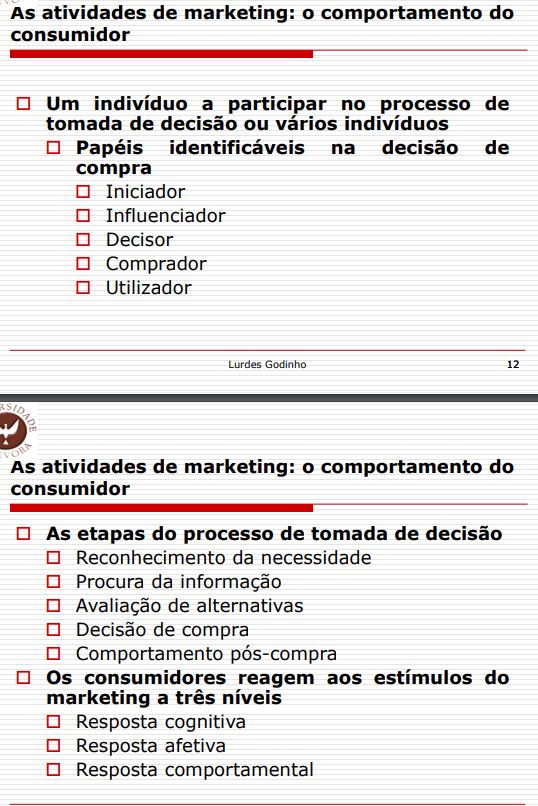 As atividades de marketing: o comportamento do
consumidor
Um indivíduo a participar no processo de
tomada de decisão ou vários indivíduos
Papéis identificáveis na decisão de
compra
Iniciador
Influenciador
Decisor
Comprador
Utilizador
Lurdes Godinho
12
As atividades de marketing: o comportamento do
consumidor
As etapas do processo de tomada de decisão
Reconhecimento da necessidade
Procura da informação
Avaliação de alternativas
Decisão de compra
Comportamento pós-compra
Os consumidores reagem aos estímulos do
marketing a três níveis
Resposta cognitiva
Resposta afetiva
Resposta comportamental